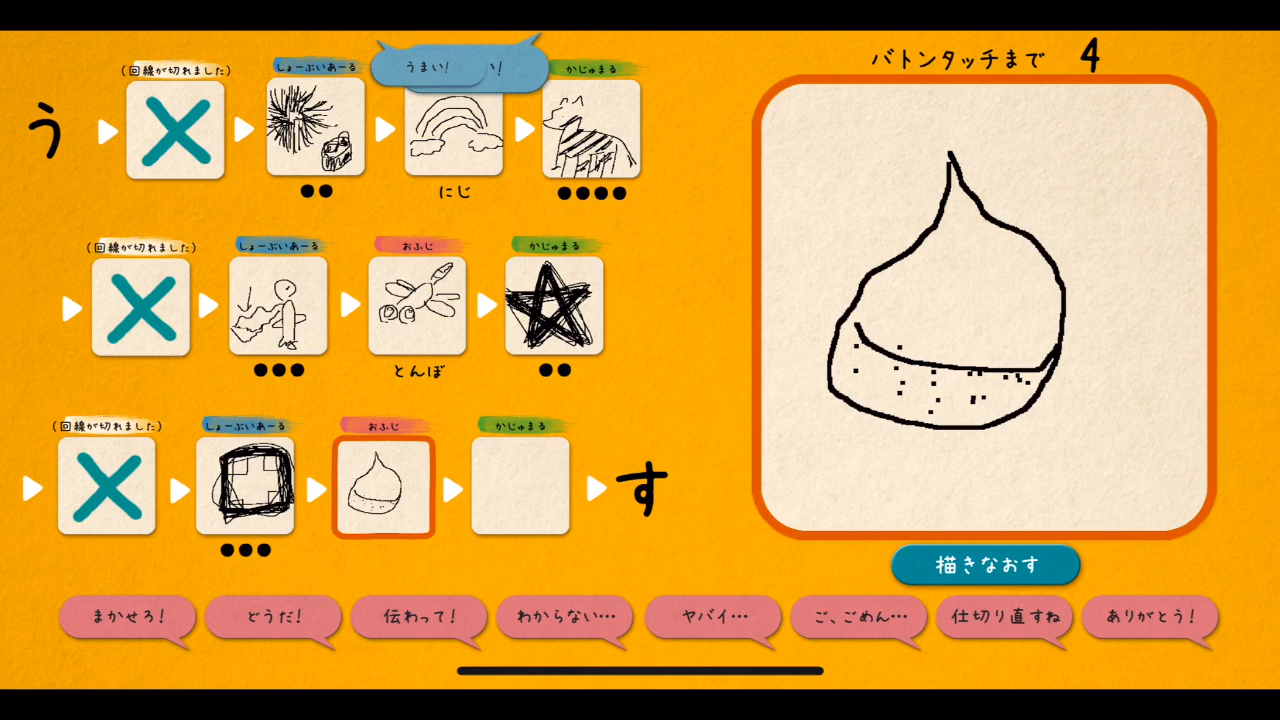 バトンタッチまで 4
(回線が切れました) しょーぶいあーる うまい! い! かじゅまる
う
にじ
(回線が切れました) しょーぶいあーる おふじ かじゅまる
とんぼ
(回線が切れました) しょーぶいあーる おふじ かじゅまる
す
描きなおす
まかせろ! どうだ! 伝わって! わからない… ヤバイ… ご、ごめん… 仕切り直すね ありがとう!